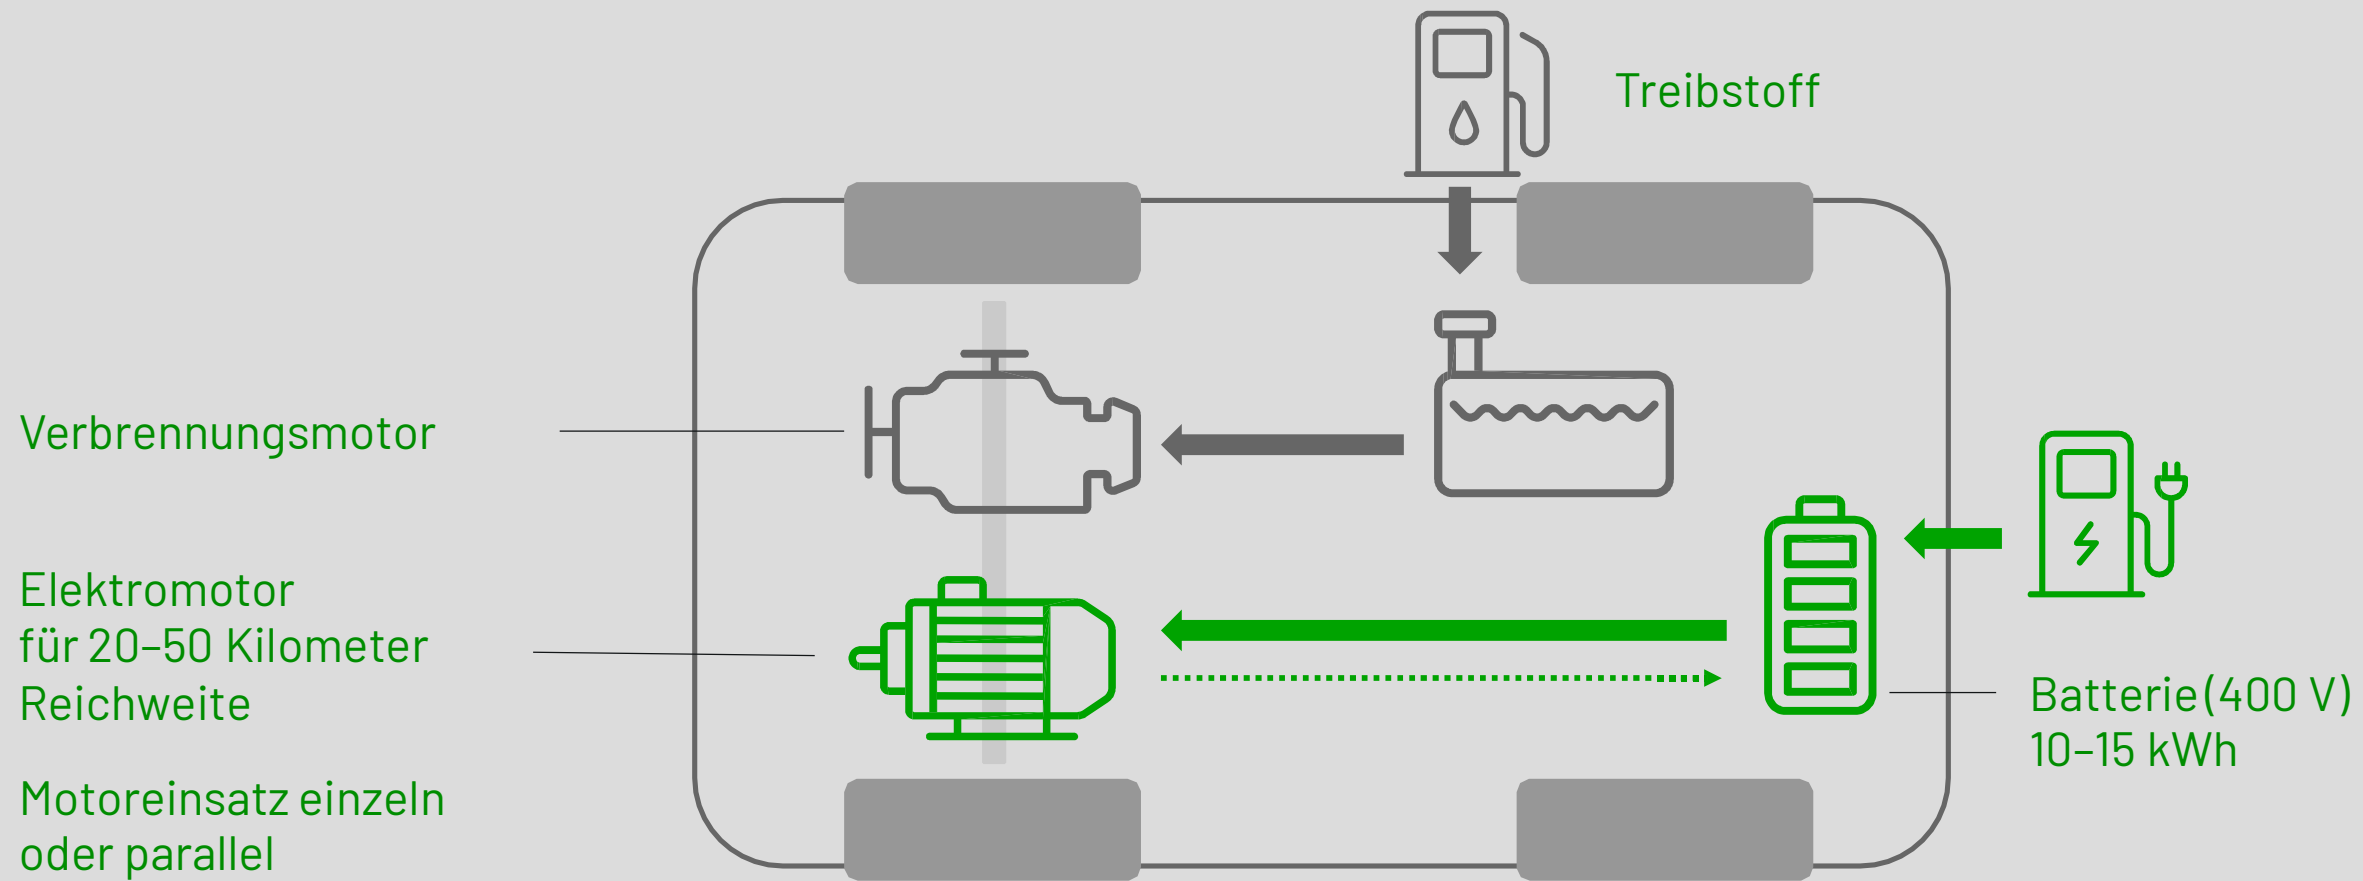 Treibstoff
Verbrennungsmotor
Elektromotor
für 20–50 Kilometer
Reichweite
Batterie (400 V)
10–15 kWh
Motoreinsatz einzeln
oder parallel